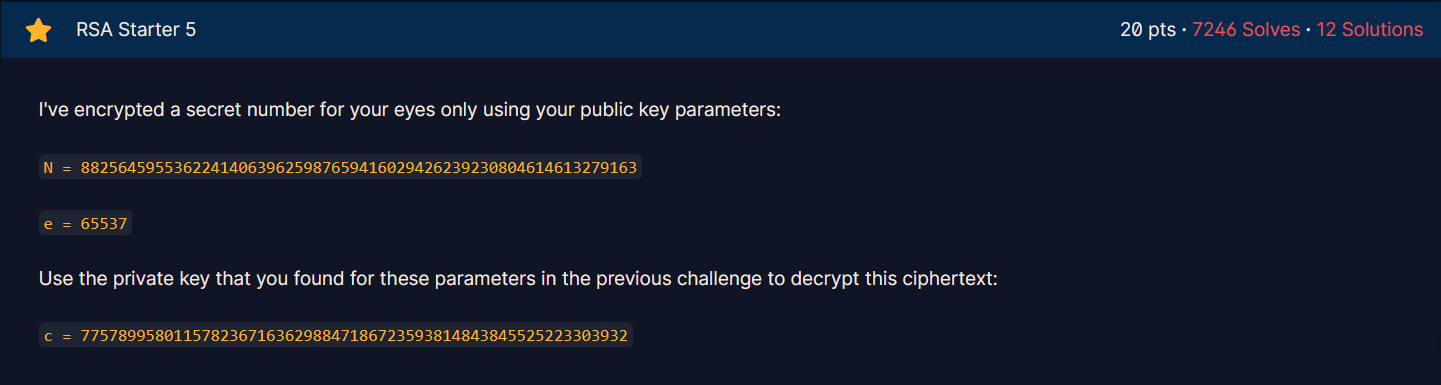 RSA Starter 5
20 pts · 7246 Solves · 12 Solutions
I've encrypted a secret number for your eyes only using your public key parameters:
N = 882564595536224140639625987659416029426239230804614613279163
e = 65537
Use the private key that you found for these parameters in the previous challenge to decrypt this ciphertext:
c = 77578995801157823671636298847186723593814843845525223303932